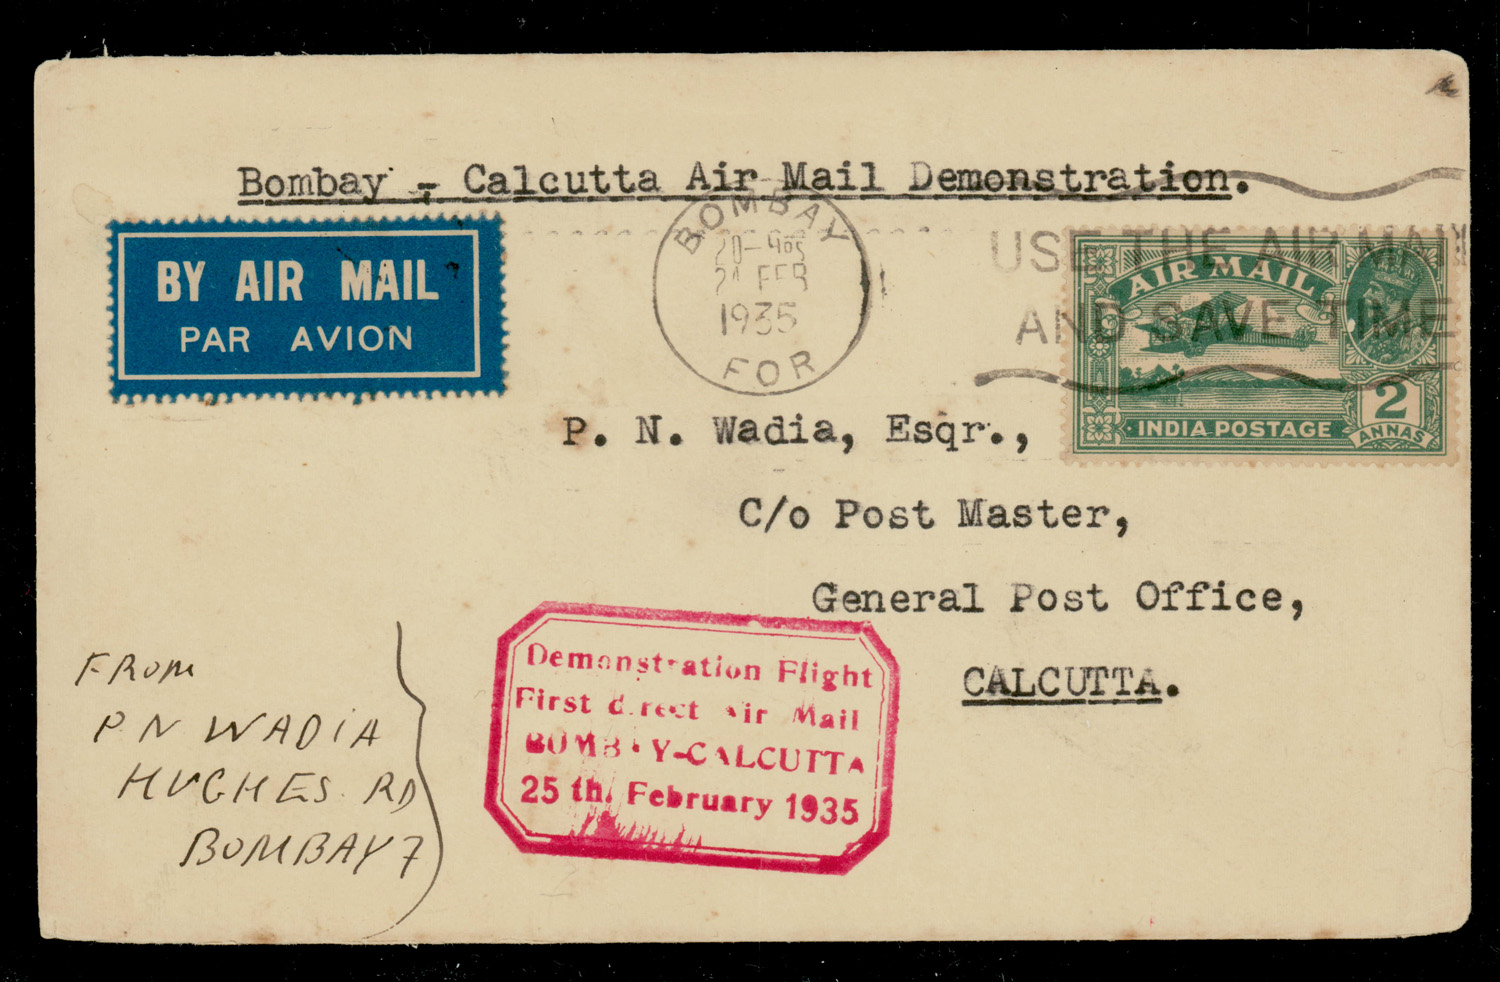 Bombay - Calcutta Air Mail Demonstration.
BY AIR MAIL
PAR AVION
BOMBAY
24 FEB
1935
FOR
USE THE AIR MAIL
AND SAVE TIME
AIR MAIL
2
ANNAS
INDIA POSTAGE
P. N. Wadia, Esqr.,
C/o Post Master,
General Post Office,
CALCUTTA.
Demonstration Flight
First direct Air Mail
BOMBAY-CALCUTTA
25 th. February 1935
FROM
P N WADIA
HUGHES RD
BOMBAY 7